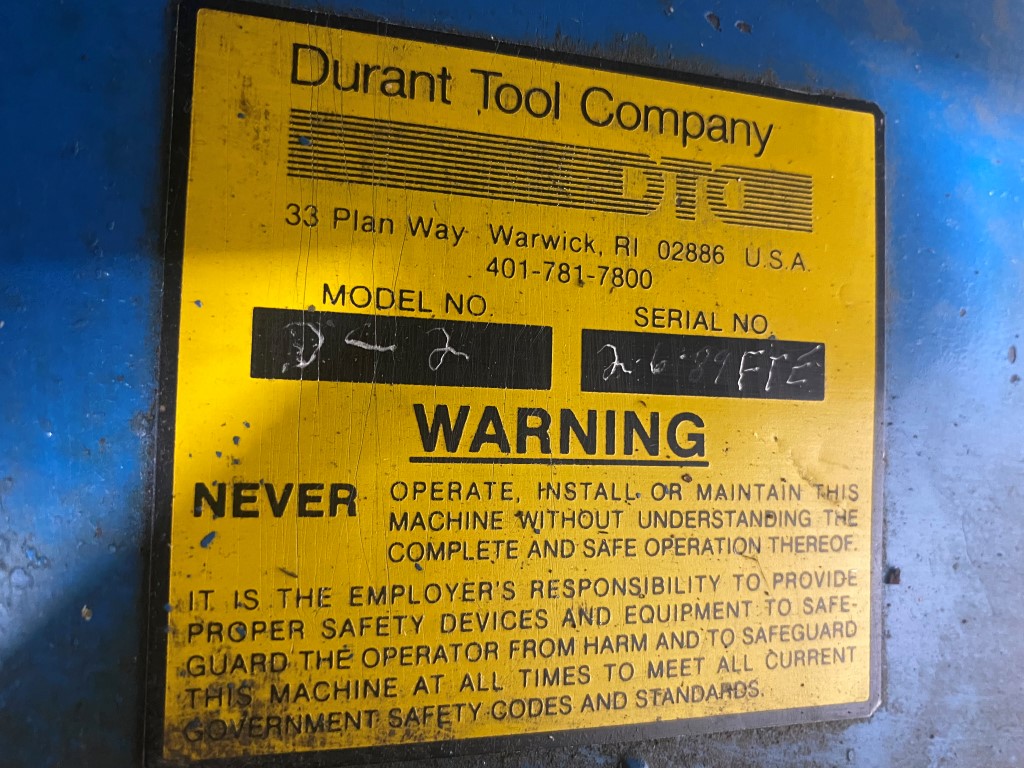 Durant Tool Company
DTC
33 Plan Way Warwick, RI 02886 U.S.A.
401-781-7800
MODEL NO. SERIAL NO.
D-2 2-6-89 FTE
WARNING
NEVER OPERATE, INSTALL OR MAINTAIN THIS
MACHINE WITHOUT UNDERSTANDING THE
COMPLETE AND SAFE OPERATION THEREOF.
IT IS THE EMPLOYER'S RESPONSIBILITY TO PROVIDE
PROPER SAFETY DEVICES AND EQUIPMENT TO SAFE-
GUARD THE OPERATOR FROM HARM AND TO SAFEGUARD
THIS MACHINE AT ALL TIMES TO MEET ALL CURRENT
GOVERNMENT SAFETY CODES AND STANDARDS.